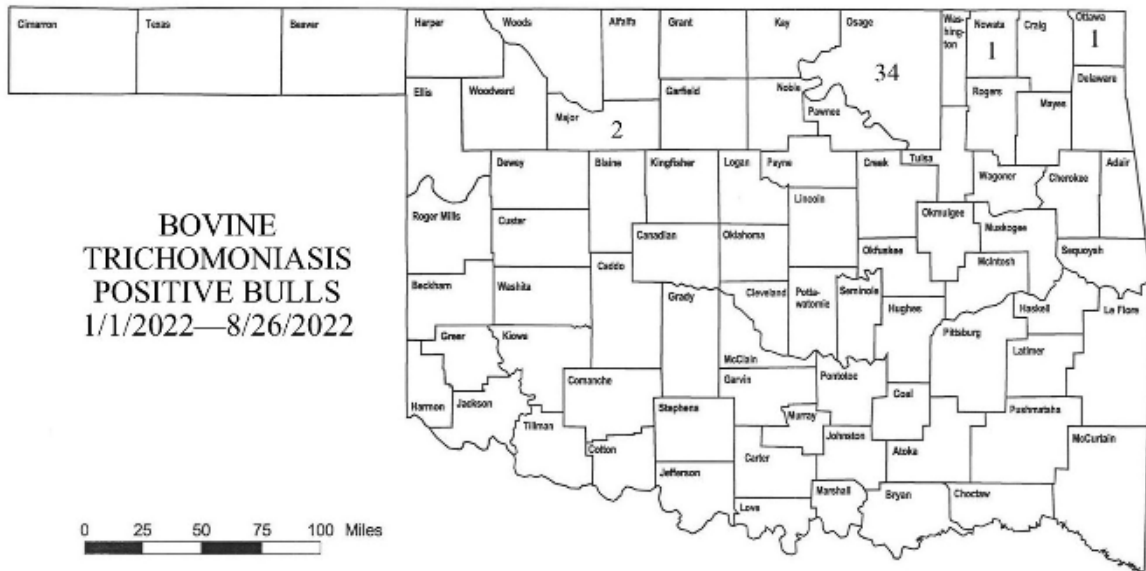 Cimarron
Texas
Beaver
Harper
Woods
Alfalfa
Grant
Kay
Osage
Was-
hing-
ton
Nowata
Craig
Ottawa
1
1
34
Ellis
Woodward
Major
2
Garfield
Noble
Pawnee
Rogers
Mayes
Delaware
Dewey
Blaine
Kingfisher
Logan
Payne
Creek
Tulsa
Wagoner
Cherokee
Adair
Roger Mills
Custer
Canadian
Oklahoma
Lincoln
Okmulgee
Muskogee
Okfuskee
McIntosh
Sequoyah
BOVINE
TRICHOMONIASIS
POSITIVE BULLS
1/1/2022—8/26/2022
Beckham
Washita
Caddo
Grady
Cleveland
Potta-
watomie
Seminole
Hughes
Haskell
Le Flore
Pittsburg
Greer
Kiowa
McClain
Latimer
Comanche
Garvin
Pontotoc
Coal
Harmon
Jackson
Stephens
Murray
Pushmataha
Tillman
Johnston
McCurtain
Cotton
Carter
Atoka
Jefferson
Marshall
Bryan
Choctaw
Love
0 25 50 75 100 Miles